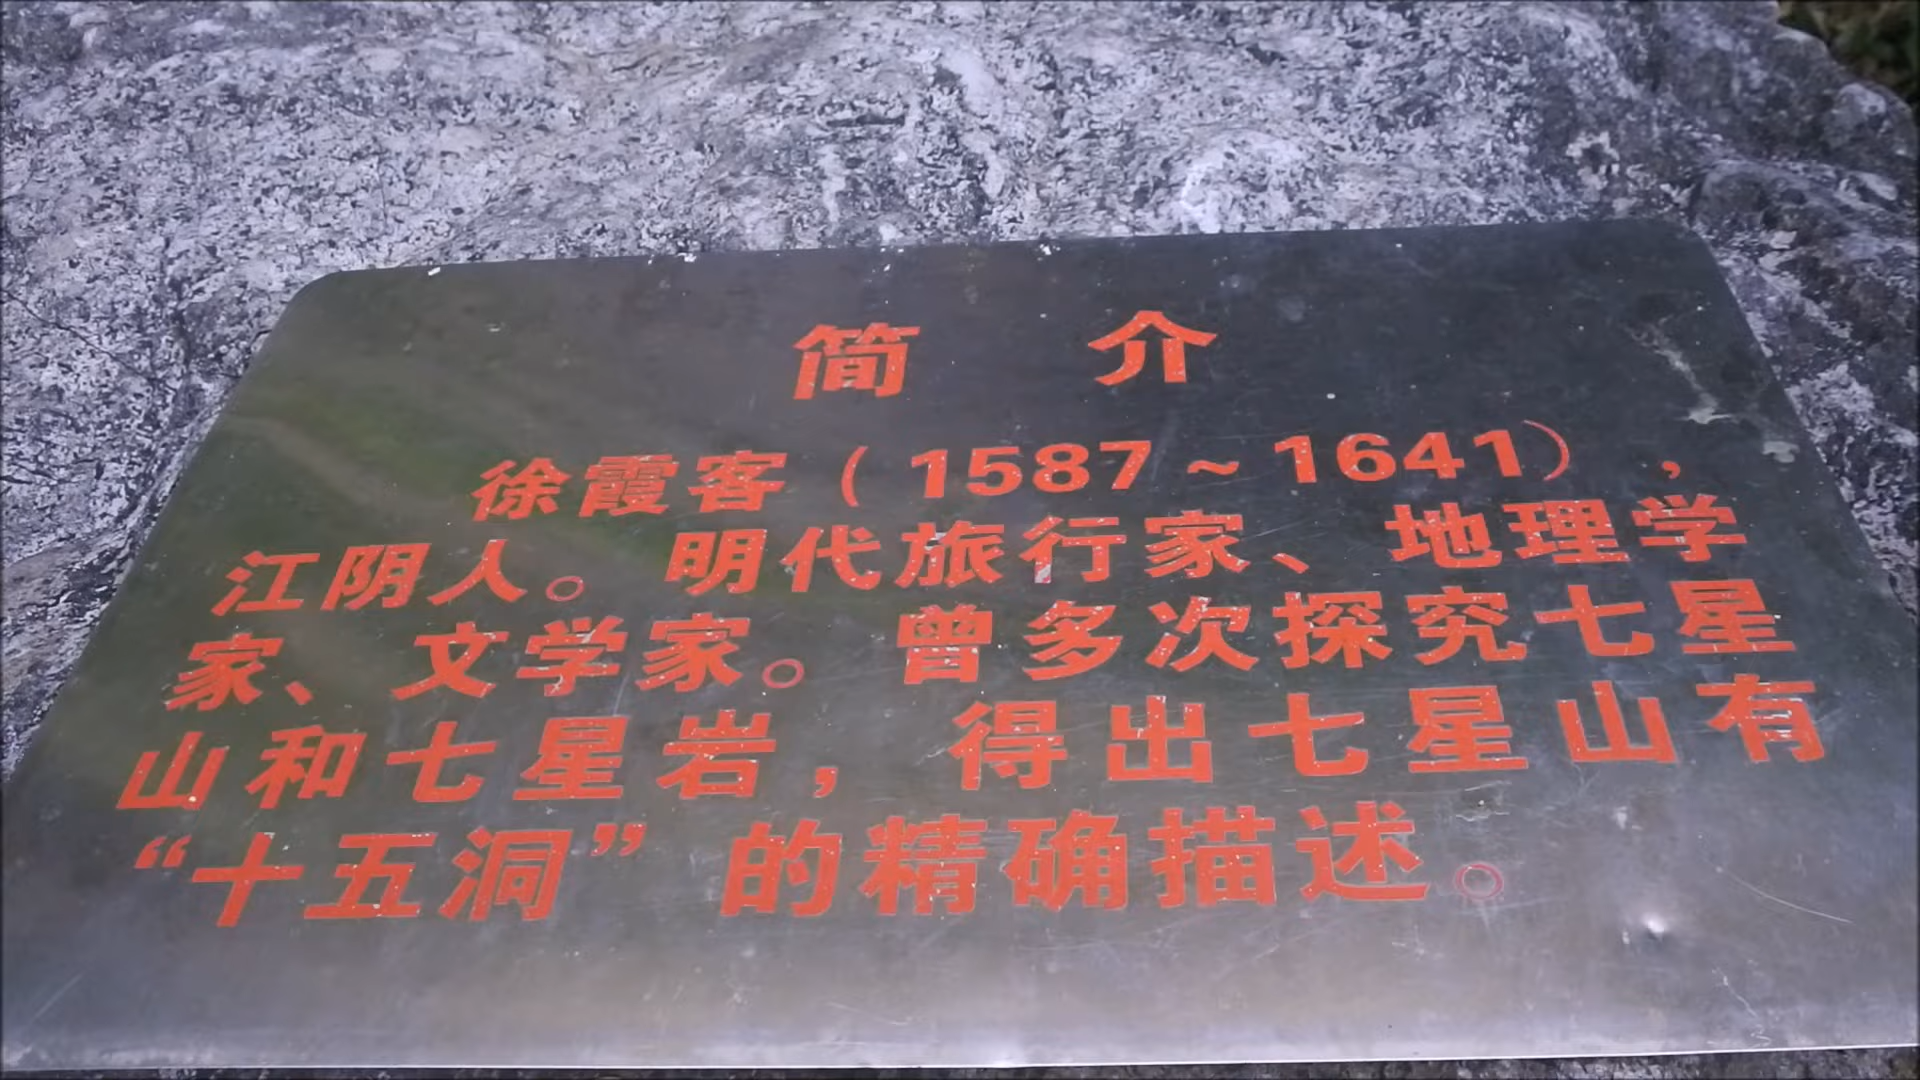 简 介
徐霞客(1587~1641),
江阴人。明代旅行家、地理学
家、文学家。曾多次探究七星
山和七星岩,得出七星山有
“十五洞”的精确描述。